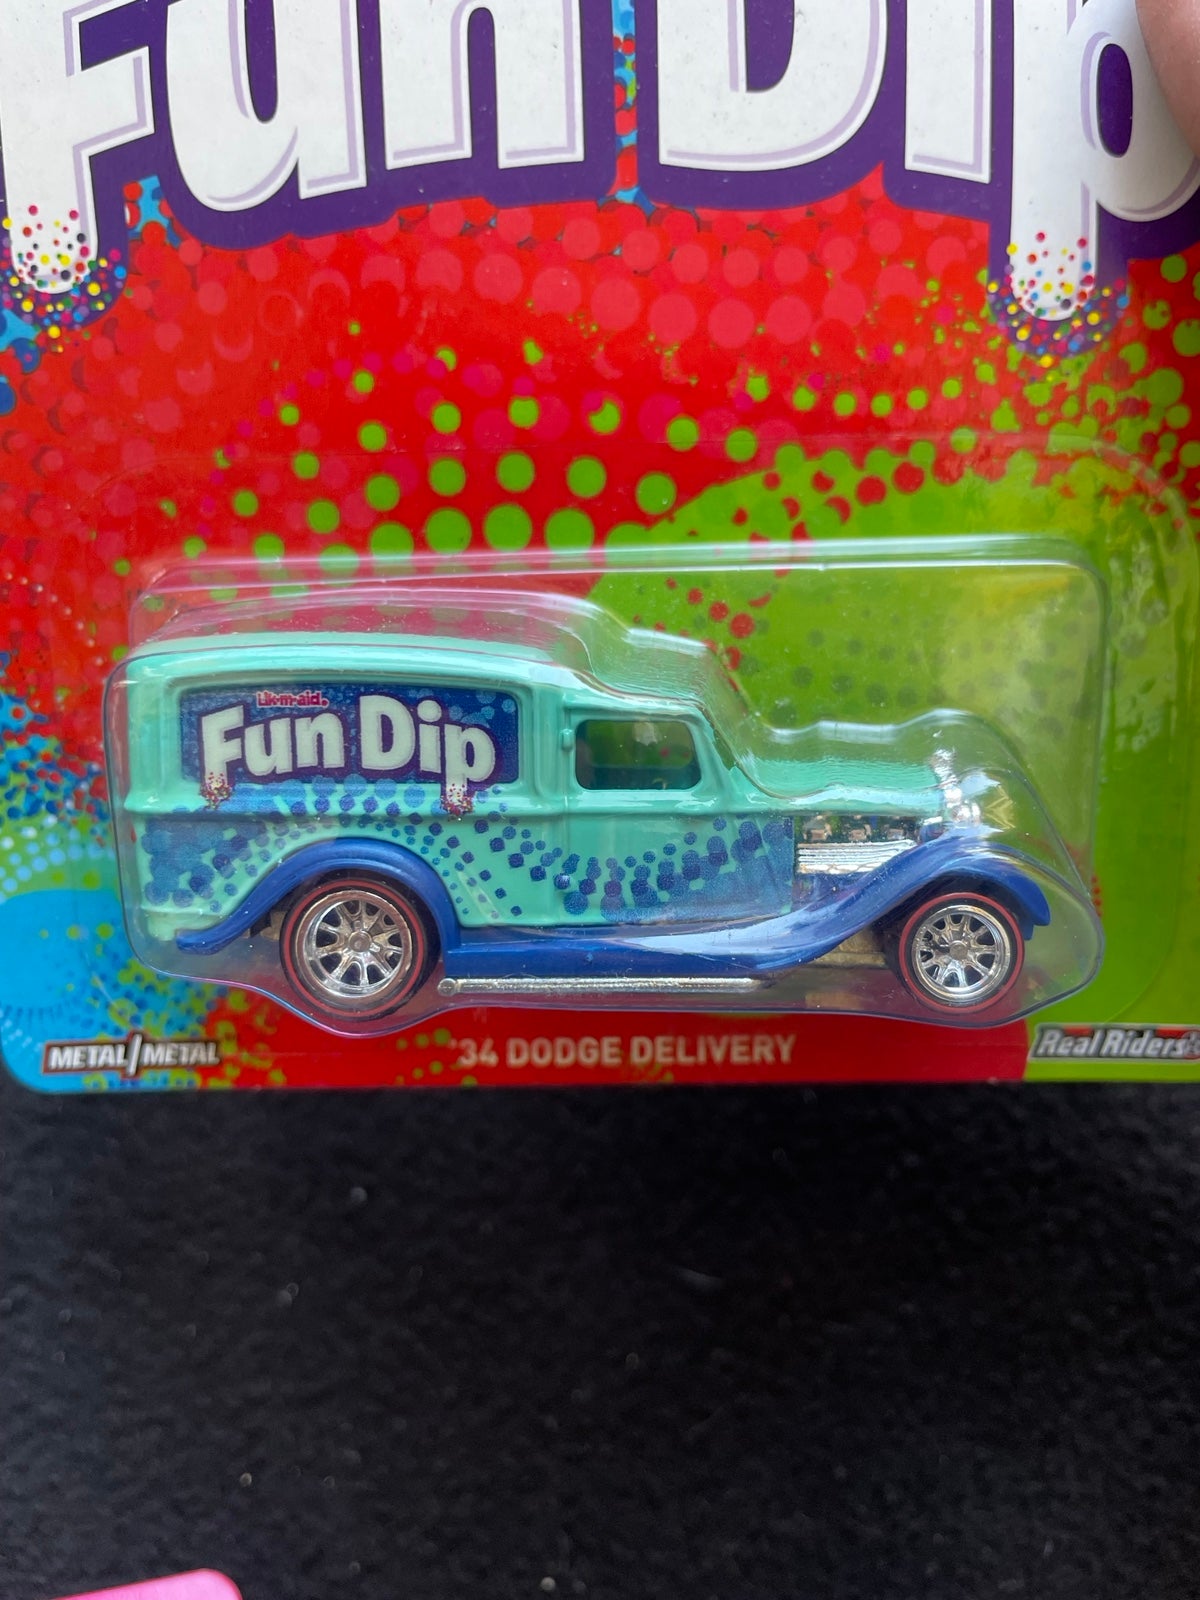 Fun Dip
Lik-m-aid®
Fun Dip
METAL/METAL
'34 DODGE DELIVERY
Real Riders®